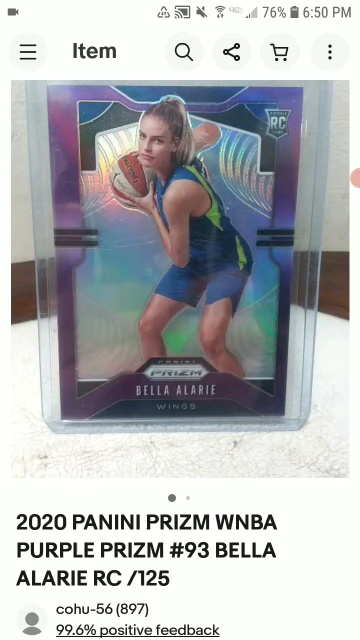 76% 6:50 PM
Item
RC
PANINI
PRIZM
BELLA ALARIE
WINGS
2020 PANINI PRIZM WNBA
PURPLE PRIZM #93 BELLA
ALARIE RC /125
cohu-56 (897)
99.6% positive feedback